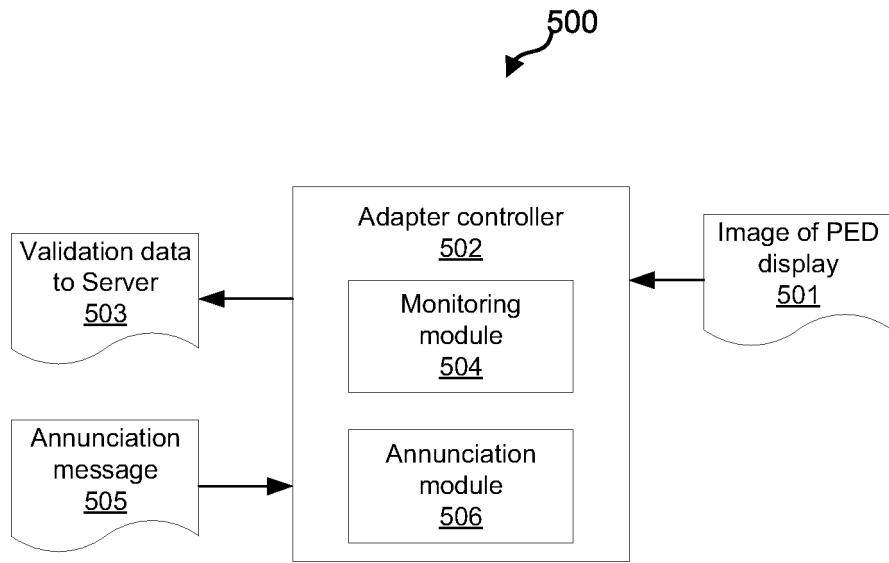 500
Adapter controller
502
Monitoring
module
504
Annunciation
module
506
Validation data
to Server
503
Annunciation
message
505
Image of PED
display
501